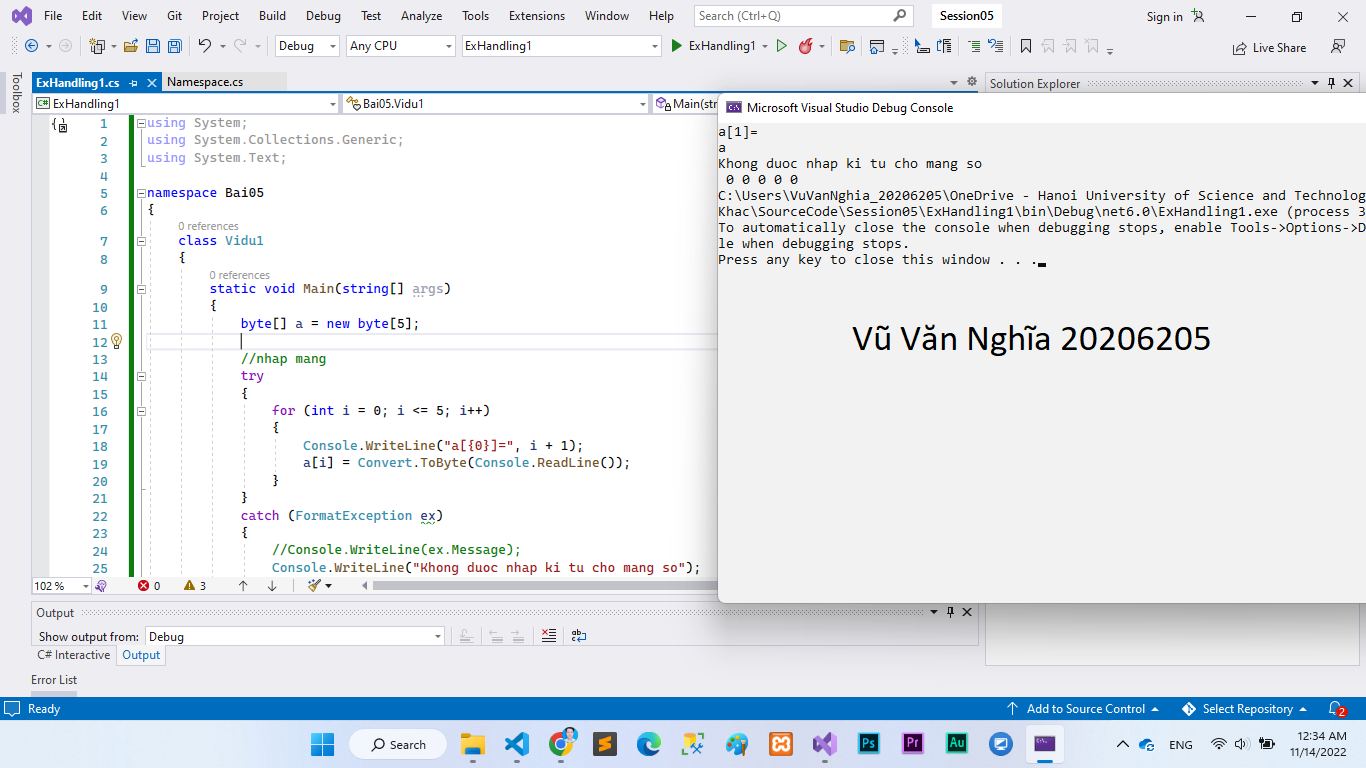 File Edit View Git Project Build Debug Test Analyze Tools Extensions Window Help Search (Ctrl+Q) Session05 Sign in
Debug Any CPU ExHandling1 ExHandling1 Live Share
Toolbox
ExHandling1.cs Namespace.cs Solution Explorer
ExHandling1 Bai05.Vidu1 Main(str
1 using System;
2 using System.Collections.Generic;
3 using System.Text;
4
5 namespace Bai05
6 {
0 references
7 class Vidu1
8 {
0 references
9 static void Main(string[] args)
10 {
11 byte[] a = new byte[5];
12
13 //nhap mang
14 try
15 {
16 for (int i = 0; i <= 5; i++)
17 {
18 Console.WriteLine("a[{0}]=", i + 1);
19 a[i] = Convert.ToByte(Console.ReadLine());
20 }
21 }
22 catch (FormatException ex)
23 {
24 //Console.WriteLine(ex.Message);
25 Console.WriteLine("Khong duoc nhap ki tu cho mang so");
102 % 0 3
Microsoft Visual Studio Debug Console
a[1]=
a
Khong duoc nhap ki tu cho mang so
0 0 0 0 0
C:\Users\VuVanNghia_20206205\OneDrive - Hanoi University of Science and Technolog
Khac\SourceCode\Session05\ExHandling1\bin\Debug\net6.0\ExHandling1.exe (process 3
To automatically close the console when debugging stops, enable Tools->Options->D
le when debugging stops.
Press any key to close this window . . .
Vũ Văn Nghĩa 20206205
Output
Show output from: Debug
C# Interactive Output
Error List
Ready Add to Source Control Select Repository 2
Search Ps Pr Au ENG 12:34 AM
11/14/2022